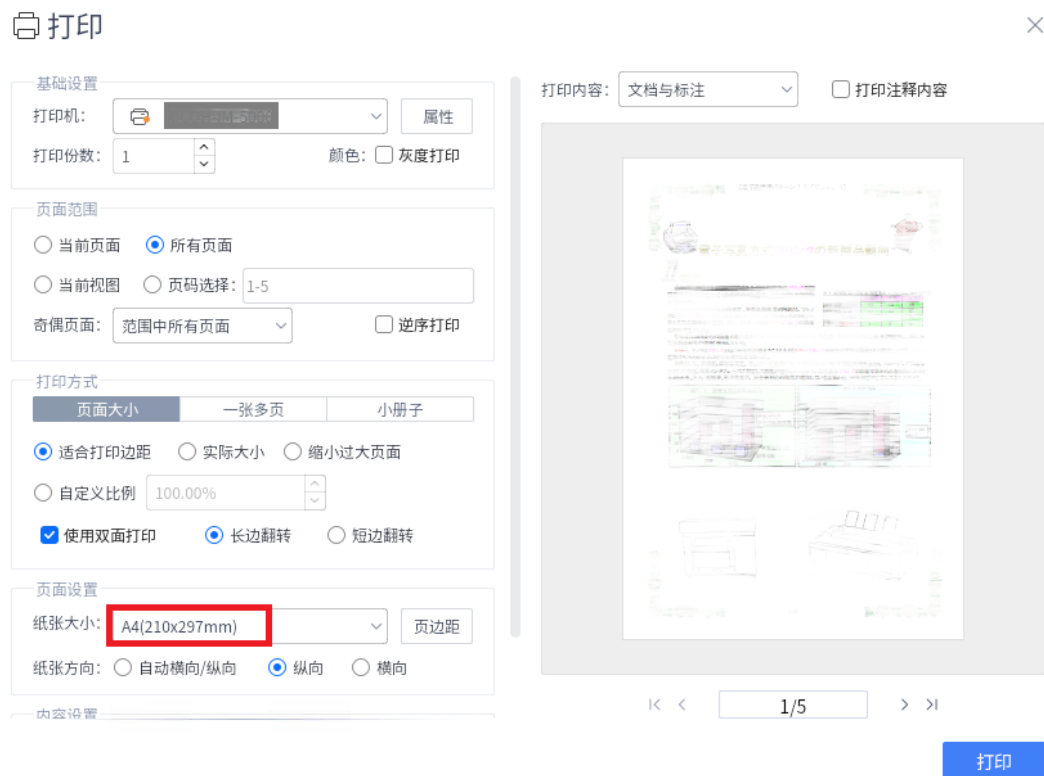 打印
基础设置
打印机：
属性
打印份数： 1
颜色： 灰度打印
页面范围
当前页面 所有页面
当前视图 页码选择： 1-5
奇偶页面： 范围中所有页面 逆序打印
打印方式
页面大小 一张多页 小册子
适合打印边距 实际大小 缩小过大页面
自定义比例 100.00%
使用双面打印 长边翻转 短边翻转
页面设置
纸张大小： A4(210x297mm) 页边距
纸张方向： 自动横向/纵向 纵向 横向
内容设置
打印内容： 文档与标注 打印注释内容
1/5
打印